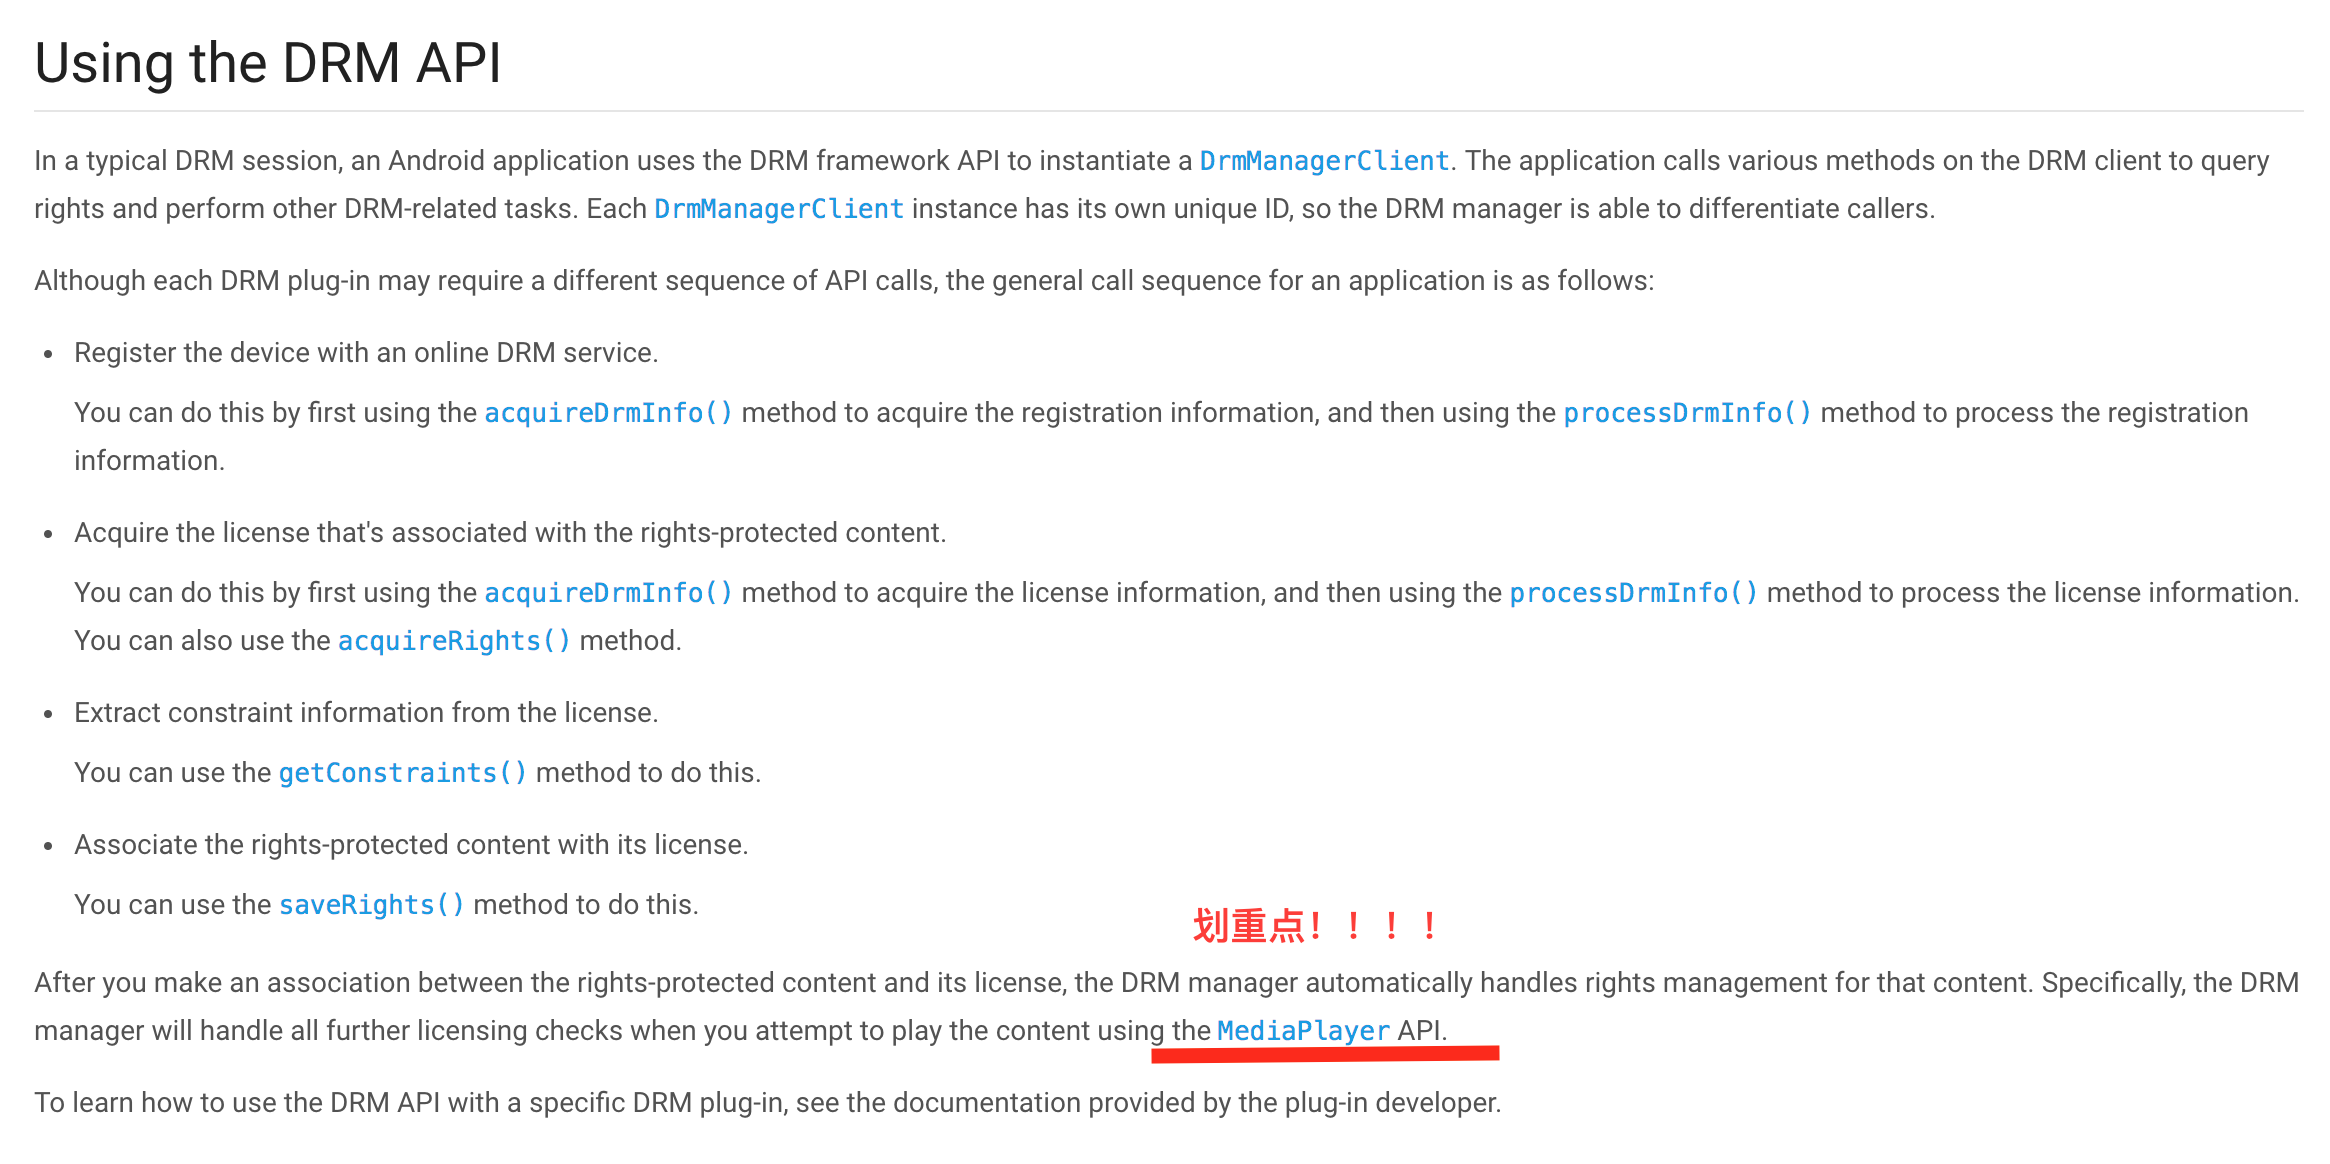 Using the DRM API
In a typical DRM session, an Android application uses the DRM framework API to instantiate a DrmManagerClient. The application calls various methods on the DRM client to query
rights and perform other DRM-related tasks. Each DrmManagerClient instance has its own unique ID, so the DRM manager is able to differentiate callers.
Although each DRM plug-in may require a different sequence of API calls, the general call sequence for an application is as follows:
• Register the device with an online DRM service.
You can do this by first using the acquireDrmInfo() method to acquire the registration information, and then using the processDrmInfo() method to process the registration
information.
• Acquire the license that's associated with the rights-protected content.
You can do this by first using the acquireDrmInfo() method to acquire the license information, and then using the processDrmInfo() method to process the license information.
You can also use the acquireRights() method.
• Extract constraint information from the license.
You can use the getConstraints() method to do this.
• Associate the rights-protected content with its license.
You can use the saveRights() method to do this.
划重点！！！！
After you make an association between the rights-protected content and its license, the DRM manager automatically handles rights management for that content. Specifically, the DRM
manager will handle all further licensing checks when you attempt to play the content using the MediaPlayer API.
To learn how to use the DRM API with a specific DRM plug-in, see the documentation provided by the plug-in developer.